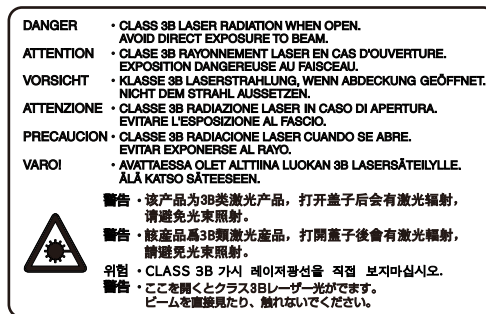 DANGER · CLASS 3B LASER RADIATION WHEN OPEN.
AVOID DIRECT EXPOSURE TO BEAM.
ATTENTION · CLASE 3B RAYONNEMENT LASER EN CAS D'OUVERTURE.
EXPOSITION DANGEREUSE AU FAISCEAU.
VORSICHT · KLASSE 3B LASERSTRAHLUNG, WENN ABDECKUNG GEÖFFNET.
NICHT DEM STRAHL AUSSETZEN.
ATTENZIONE · CLASSE 3B RADIAZIONE LASER IN CASO DI APERTURA.
EVITARE L'ESPOSIZIONE AL FASCIO.
PRECAUCION · CLASSE 3B RADIACIONE LASER CUANDO SE ABRE.
EVITAR EXPONERSE AL RAYO.
VARO! · AVATTAESSA OLET ALTTIINA LUOKAN 3B LASERSÄTEILYLLE.
ÄLÄ KATSO SÄTEESEEN.
警告 · 该产品为3B类激光产品，打开盖子后会有激光辐射，
请避免光束照射。
警告 · 該産品爲3B類激光産品，打開蓋子後會有激光輻射，
請避免光束照射。
위험 · CLASS 3B 가시 레이저광선을 직접 보지마십시오.
警告 · ここを開くとクラス3Bレーザー光がでます。
ビームを直接見たり、触れないでください。